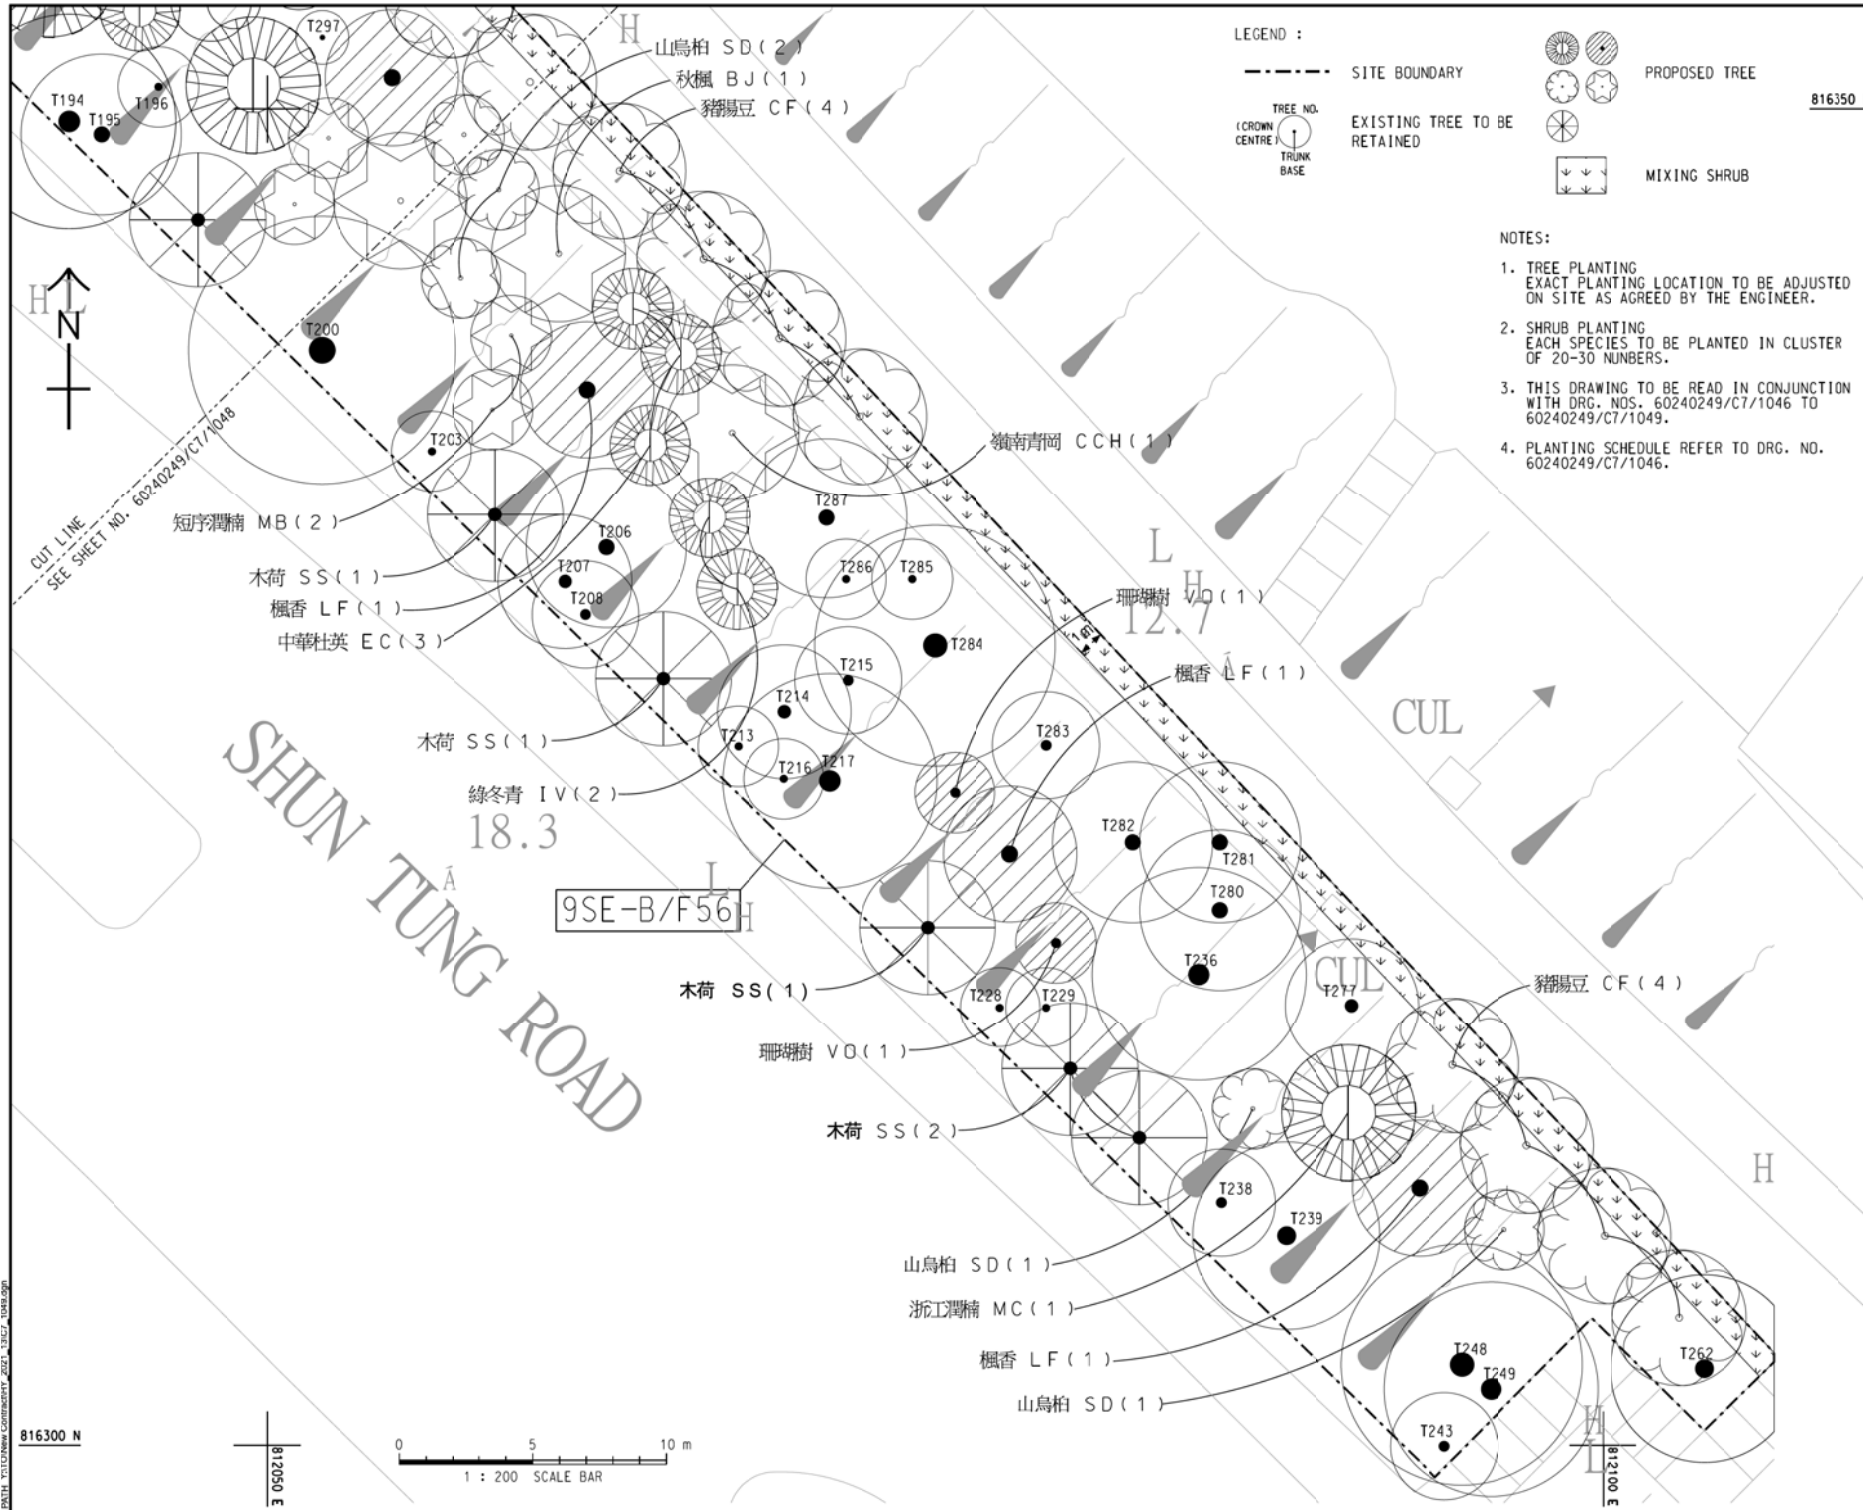 LEGEND :
SITE BOUNDARY
TREE NO.
(CROWN
CENTRE)
TRUNK
BASE
EXISTING TREE TO BE
RETAINED
PROPOSED TREE
MIXING SHRUB
816350
NOTES:
1. TREE PLANTING
EXACT PLANTING LOCATION TO BE ADJUSTED
ON SITE AS AGREED BY THE ENGINEER.
2. SHRUB PLANTING
EACH SPECIES TO BE PLANTED IN CLUSTER
OF 20-30 NUNBERS.
3. THIS DRAWING TO BE READ IN CONJUNCTION
WITH DRG. NOS. 60240249/C7/1046 TO
60240249/C7/1049.
4. PLANTING SCHEDULE REFER TO DRG. NO.
60240249/C7/1046.
T297
H
山烏桕 SD(2)
秋楓 BJ(1)
豬腸豆 CF(4)
T194
T195
T196
H
L
N
T200
T203
CUT LINE
SEE SHEET NO. 60240249/C7/1048
嶺南青岡 CCH(1)
短序潤楠 MB(2)
T287
T206
T207
T208
T286
T285
木荷 SS(1)
楓香 LF(1)
中華杜英 EC(3)
L
H
12.7
珊瑚樹 VO(1)
1m
T284
T215
T214
T213
T216
T217
T283
楓香 LF(1)
木荷 SS(1)
綠冬青 IV(2)
18.3
SHUN TUNG ROAD
CUL
T282
T281
T280
T236
L
H
9SE-B/F56
木荷 SS(1)
T228
T229
CUL
T277
豬腸豆 CF(4)
珊瑚樹 VO(1)
木荷 SS(2)
H
T238
T239
山烏桕 SD(1)
浙江潤楠 MC(1)
楓香 LF(1)
山烏桕 SD(1)
T248
T249
T262
T243
H
L
816300 N
812050 E
812100 E
0 5 10 m
1 : 200 SCALE BAR